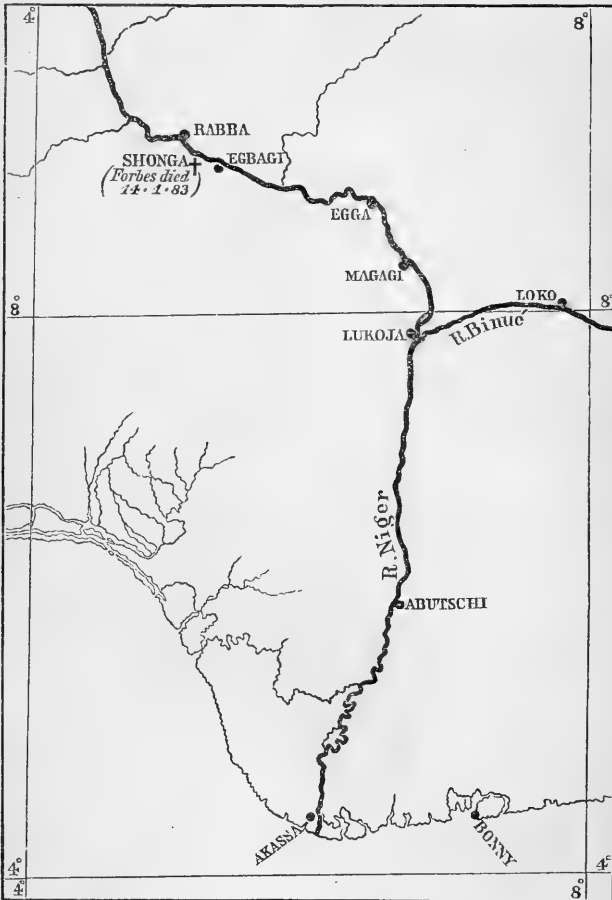 4°
8°
RABBA
SHONGA
EGBAGI
(Forbes died
14·1·83)
EGGA
MAGAGI
LOKO
8°
8°
LUKOJA
R. Binué
R. Niger
ABUTSCHI
AKASSA
BONNY
4°
4°
4°
8°